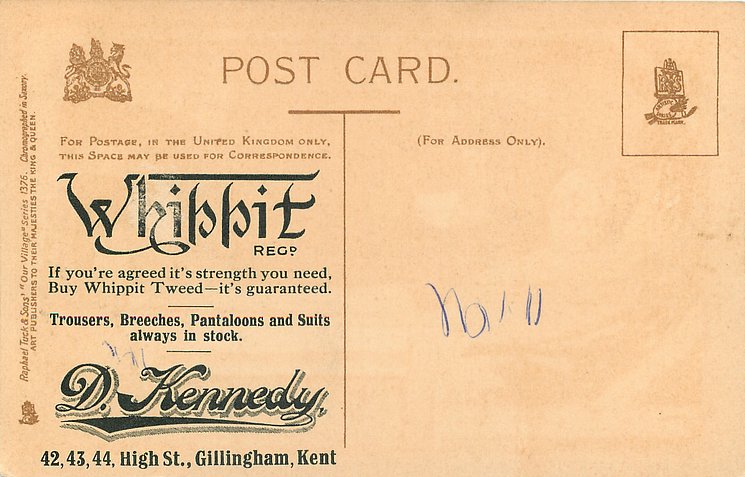 POST CARD.
FOR POSTAGE, IN THE UNITED KINGDOM ONLY,
THIS SPACE MAY BE USED FOR CORRESPONDENCE.
(FOR ADDRESS ONLY).
Whippit
REGD
If you're agreed it's strength you need,
Buy Whippit Tweed—it's guaranteed.
Trousers, Breeches, Pantaloons and Suits
always in stock.
D. Kennedy,
42, 43, 44, High St., Gillingham, Kent
Raphael Tuck & Sons' "Our Village" Series 1376. Chromographed in Saxony.
ART PUBLISHERS TO THEIR MAJESTIES THE KING & QUEEN.
TRADE MARK.